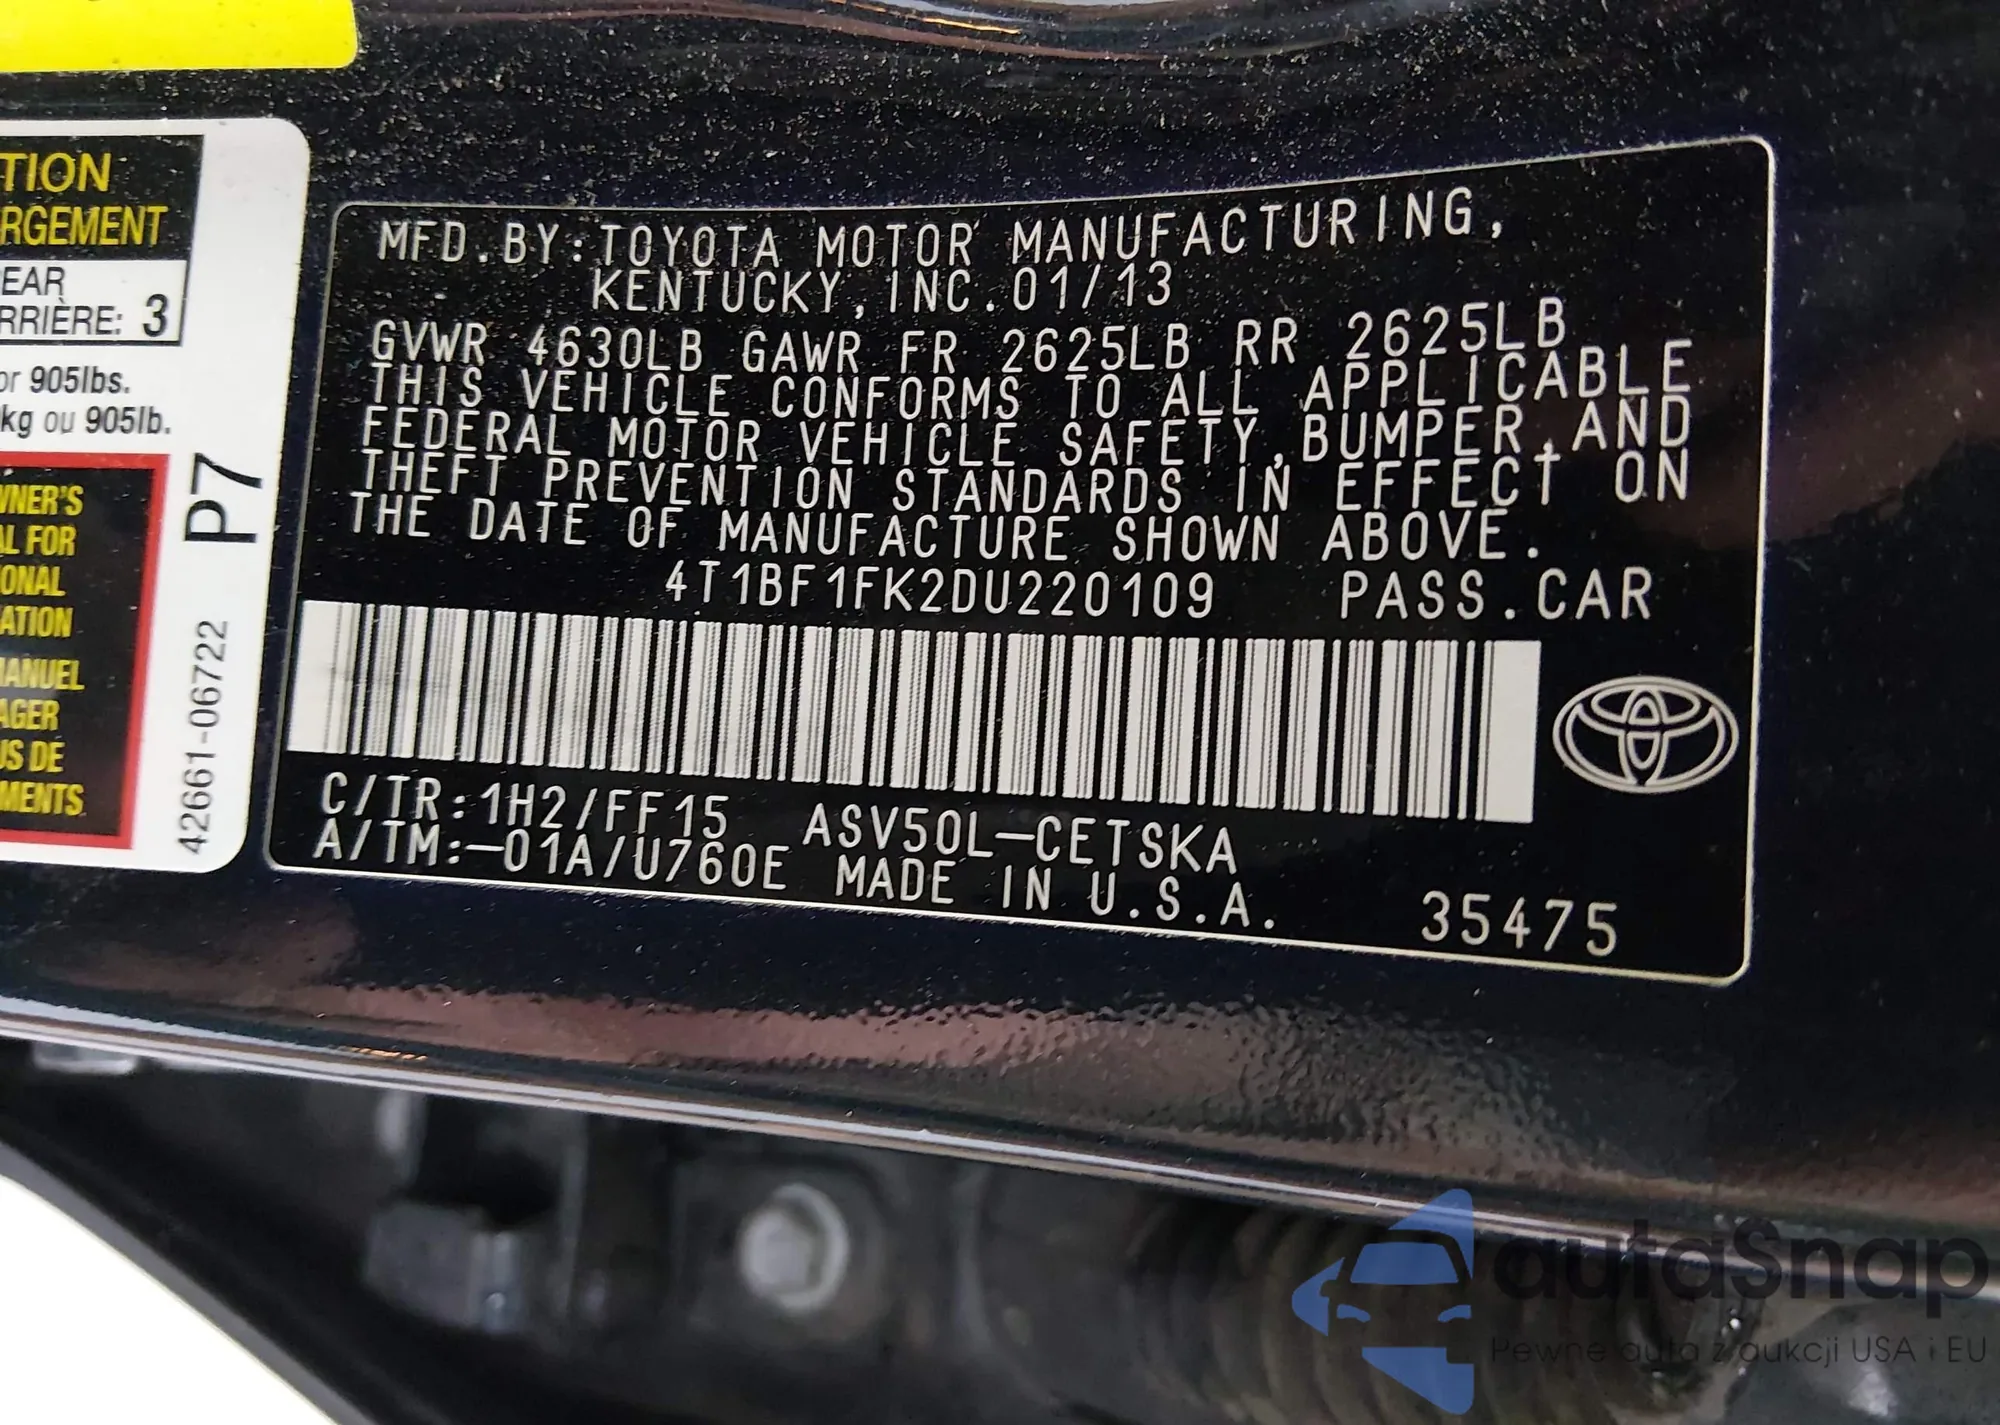 TION
RGEMENT
EAR
RRIÈRE: 3
or 905lbs.
kg ou 905lb.
WNER'S
AL FOR
ONAL
ATION
MANUEL
AGER
US DE
MENTS
P7
42661-06722
MFD.BY:TOYOTA MOTOR MANUFACTURING,
KENTUCKY,INC.01/13
GVWR 4630LB GAWR FR 2625LB RR 2625LB
THIS VEHICLE CONFORMS TO ALL APPLICABLE
FEDERAL MOTOR VEHICLE SAFETY,BUMPER,AND
THEFT PREVENTION STANDARDS IN EFFECT ON
THE DATE OF MANUFACTURE SHOWN ABOVE.
4T1BF1FK2DU220109 PASS.CAR
C/TR:1H2/FF15 ASV50L-CETSKA
A/TM:-01A/U760E MADE IN U.S.A.
35475
autaSnap
Pewne auta z aukcji USA i EU